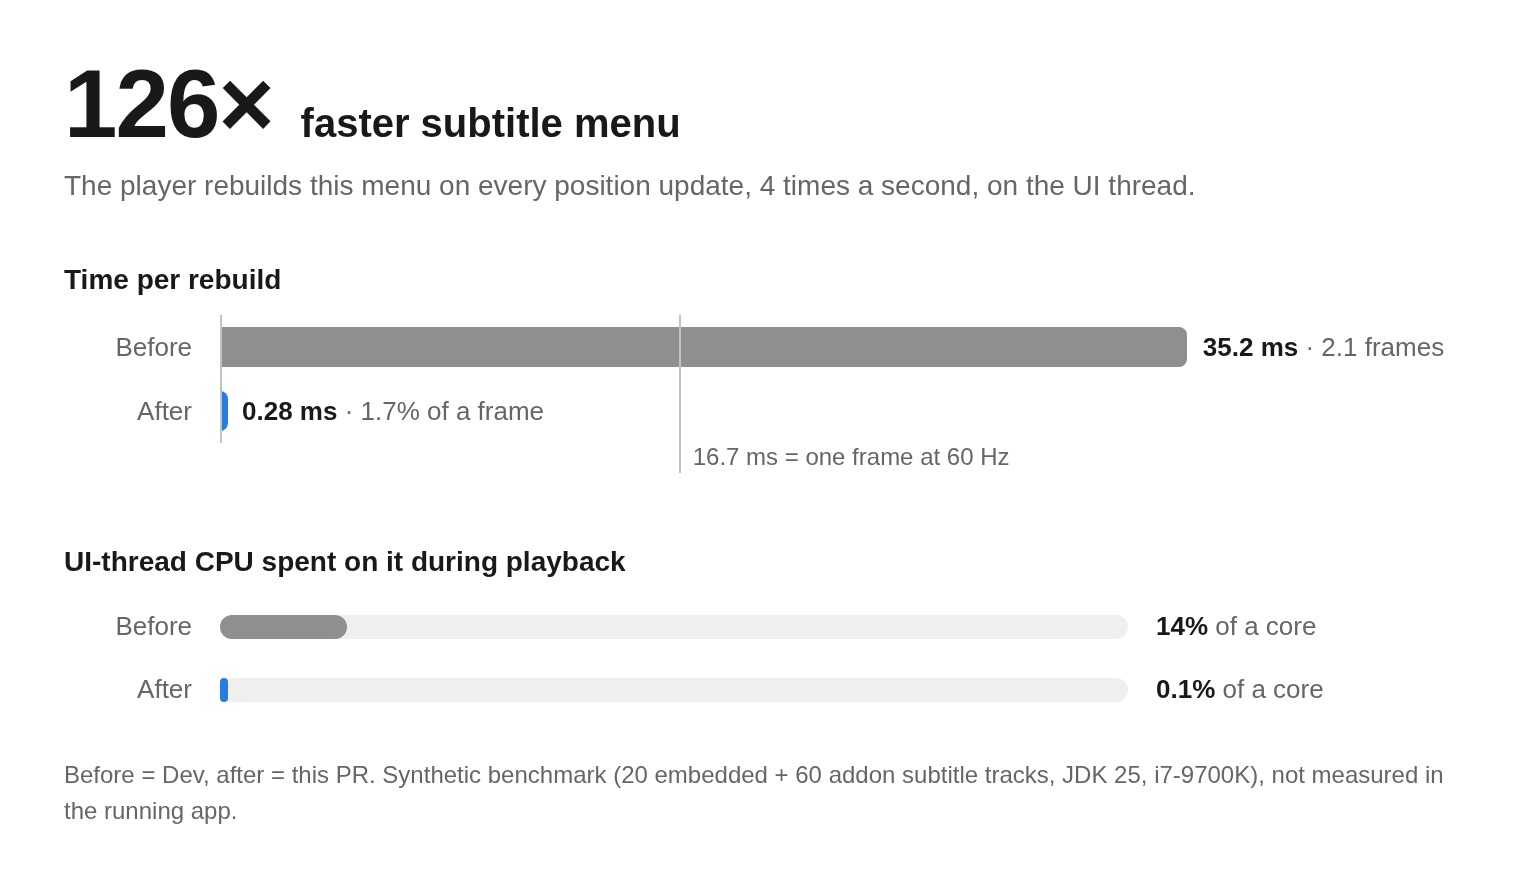 126× faster subtitle menu
The player rebuilds this menu on every position update, 4 times a second, on the UI thread.
Time per rebuild
Before 35.2 ms · 2.1 frames
After 0.28 ms · 1.7% of a frame
16.7 ms = one frame at 60 Hz
UI-thread CPU spent on it during playback
Before 14% of a core
After 0.1% of a core
Before = Dev, after = this PR. Synthetic benchmark (20 embedded + 60 addon subtitle tracks, JDK 25, i7-9700K), not measured in
the running app.